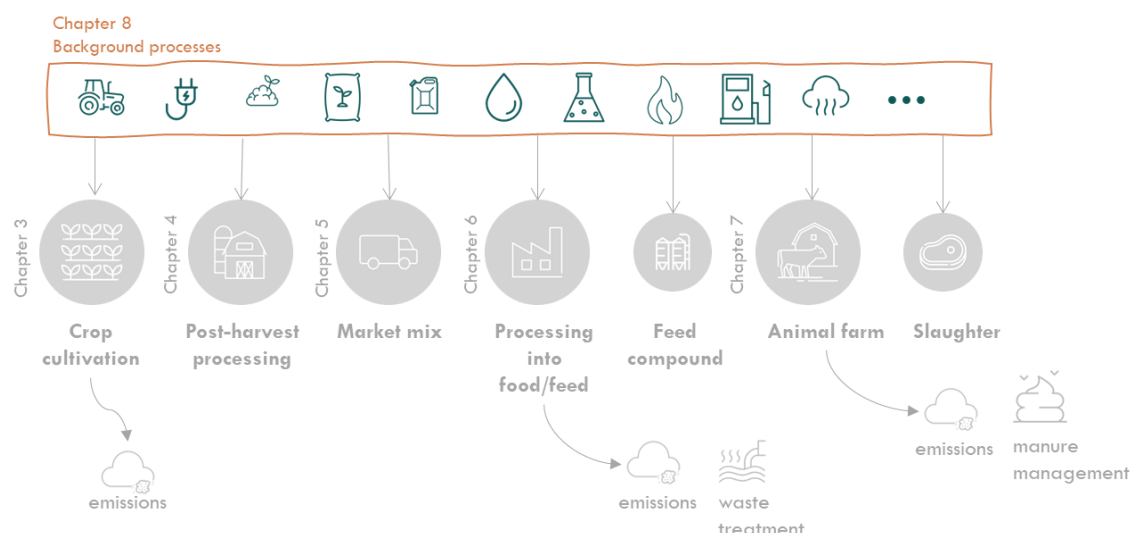 Chapter 8
Background processes
Chapter 3
Chapter 4
Chapter 5
Chapter 6
Chapter 7
Crop
cultivation
Post-harvest
processing
Market mix
Processing
into
food/feed
Feed
compound
Animal farm
Slaughter
emissions
emissions
waste
treatment
emissions
manure
management